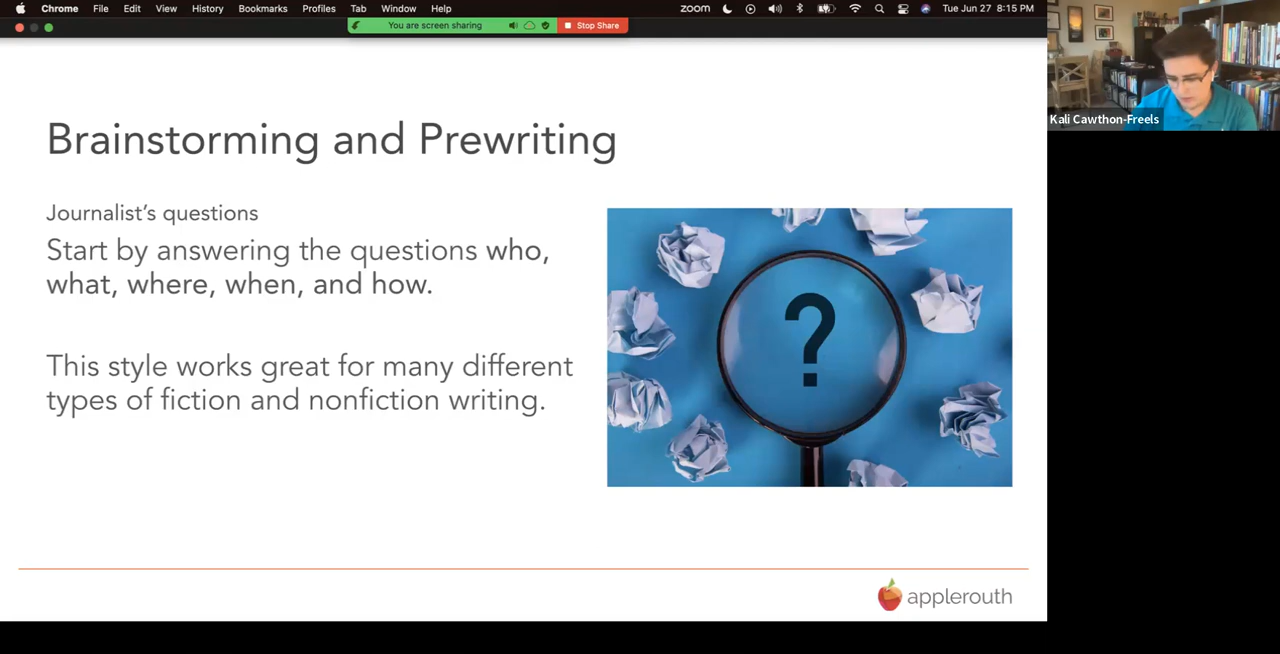 Chrome File Edit View History Bookmarks Profiles Tab Window Help zoom Tue Jun 27 8:15 PM
You are screen sharing Stop Share
Kali Cawthon-Freels
Brainstorming and Prewriting
Journalist's questions
Start by answering the questions who,
what, where, when, and how.
This style works great for many different
types of fiction and nonfiction writing.
?
applerouth